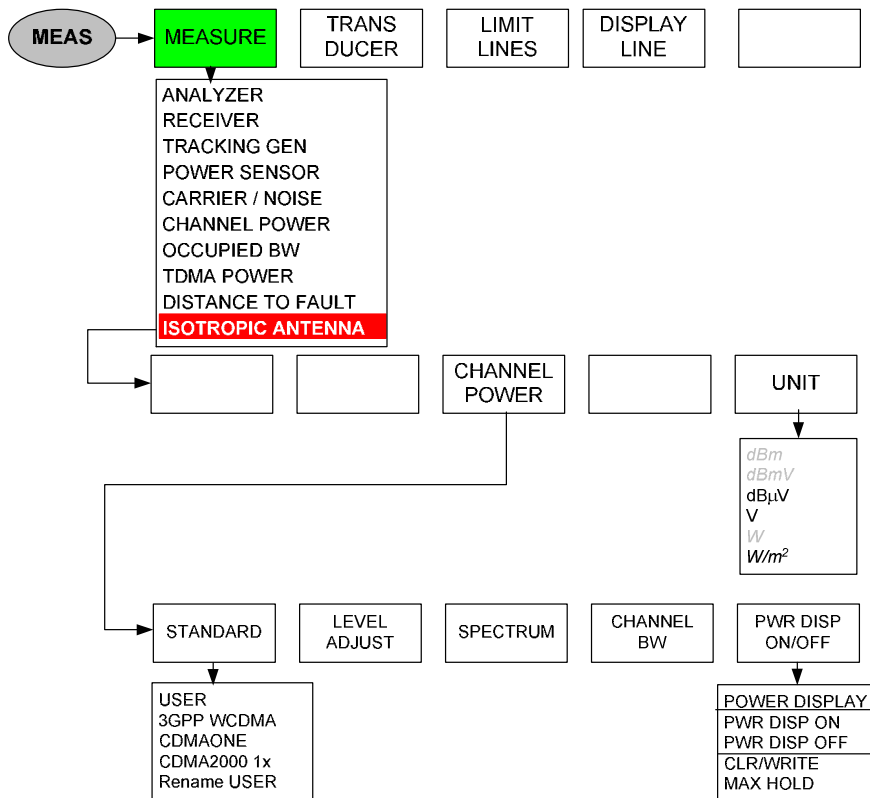 MEAS
MEASURE
TRANS
DUCER
LIMIT
LINES
DISPLAY
LINE
ANALYZER
RECEIVER
TRACKING GEN
POWER SENSOR
CARRIER / NOISE
CHANNEL POWER
OCCUPIED BW
TDMA POWER
DISTANCE TO FAULT
ISOTROPIC ANTENNA
CHANNEL
POWER
UNIT
dBm
dBmV
dBµV
V
W
W/m²
STANDARD
LEVEL
ADJUST
SPECTRUM
CHANNEL
BW
PWR DISP
ON/OFF
USER
3GPP WCDMA
CDMAONE
CDMA2000 1x
Rename USER
POWER DISPLAY
PWR DISP ON
PWR DISP OFF
CLR/WRITE
MAX HOLD